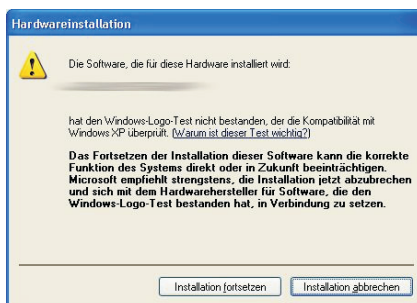 Hardwareinstallation
Die Software, die für diese Hardware installiert wird:
hat den Windows-Logo-Test nicht bestanden, der die Kompatibilität mit
Windows XP überprüft. (Warum ist dieser Test wichtig?)
Das Fortsetzen der Installation dieser Software kann die korrekte
Funktion des Systems direkt oder in Zukunft beeinträchtigen.
Microsoft empfiehlt strengstens, die Installation jetzt abzubrechen
und sich mit dem Hardwarehersteller für Software, die den
Windows-Logo-Test bestanden hat, in Verbindung zu setzen.
Installation fortsetzen
Installation abbrechen